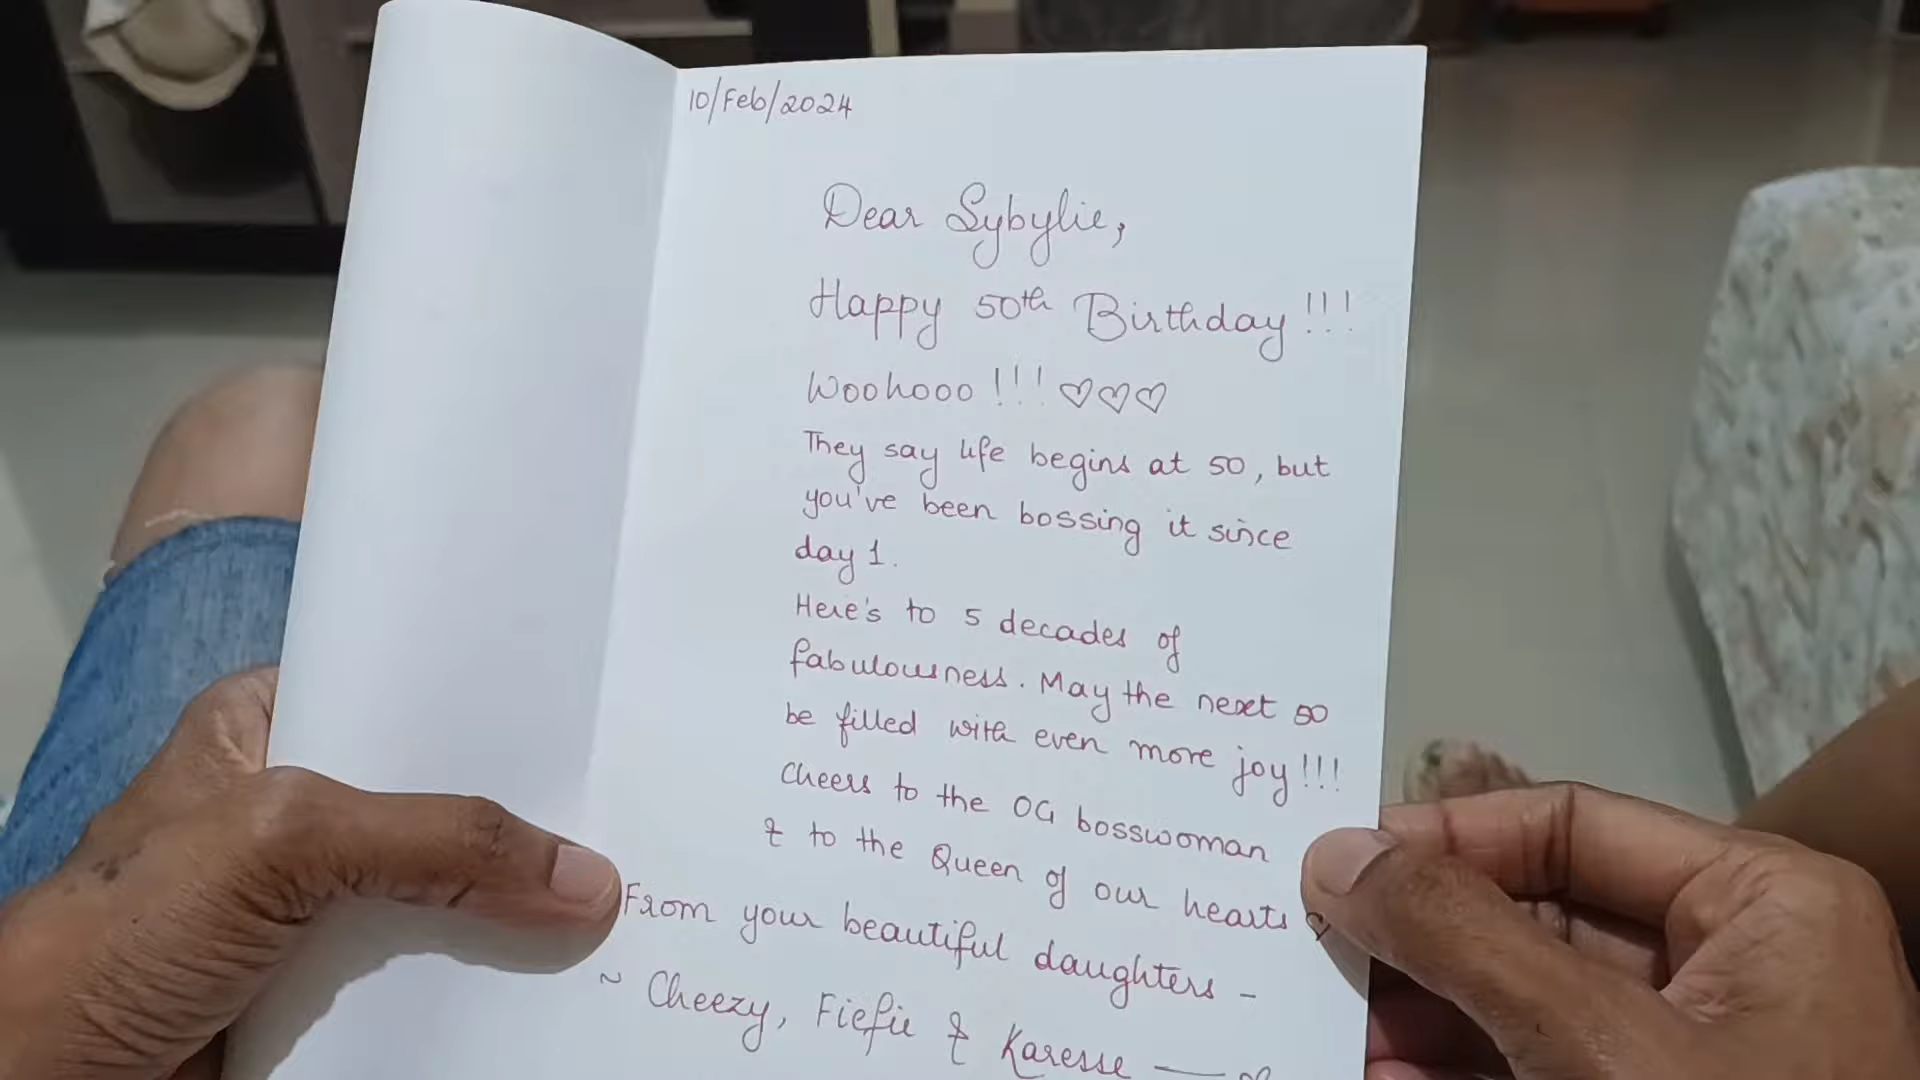 10/Feb/2024
Dear Sybylie,
Happy 50th Birthday!!!
Woohooo!!! ♡♡♡
They say life begins at 50, but
you've been bossing it since
day 1.
Here's to 5 decades of
fabulousness. May the next 50
be filled with even more joy!!!
Cheers to the OG bosswoman
& to the Queen of our hearts ♡
From your beautiful daughters -
~ Cheezy, Fiefie & Karesse —